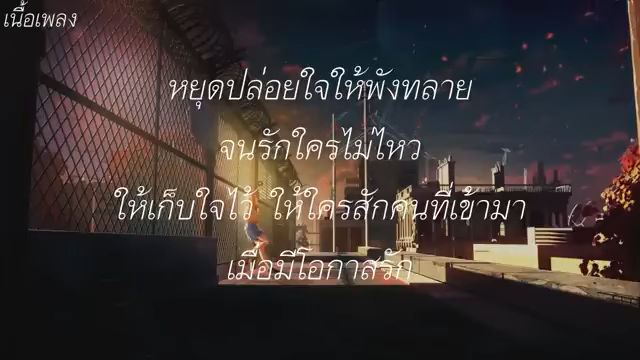 เนื้อเพลง
หยุดปล่อยใจให้พังทลาย
จนรักใครไม่ไหว
ให้เก็บใจไว้ ให้ใครสักคนที่เข้ามา
เมื่อมีโอกาสรัก